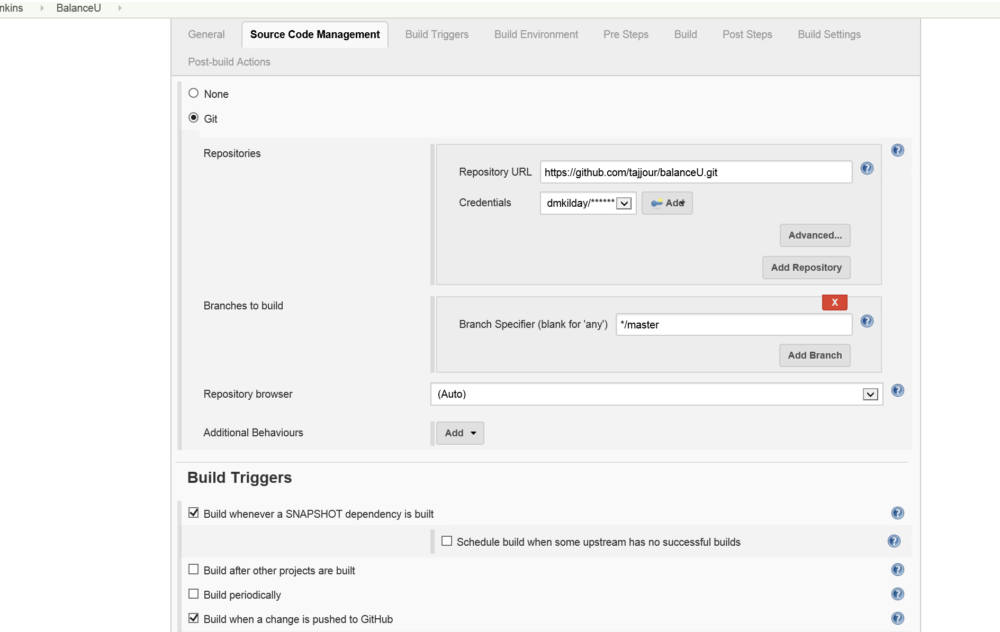 nkins BalanceU
General Source Code Management Build Triggers Build Environment Pre Steps Build Post Steps Build Settings
Post-build Actions
None
Git
Repositories
Repository URL https://github.com/tajjour/balanceU.git
Credentials dmkilday/****** Add
Advanced...
Add Repository
Branches to build
X
Branch Specifier (blank for 'any') */master
Add Branch
Repository browser (Auto)
Additional Behaviours Add
Build Triggers
Build whenever a SNAPSHOT dependency is built
Schedule build when some upstream has no successful builds
Build after other projects are built
Build periodically
Build when a change is pushed to GitHub